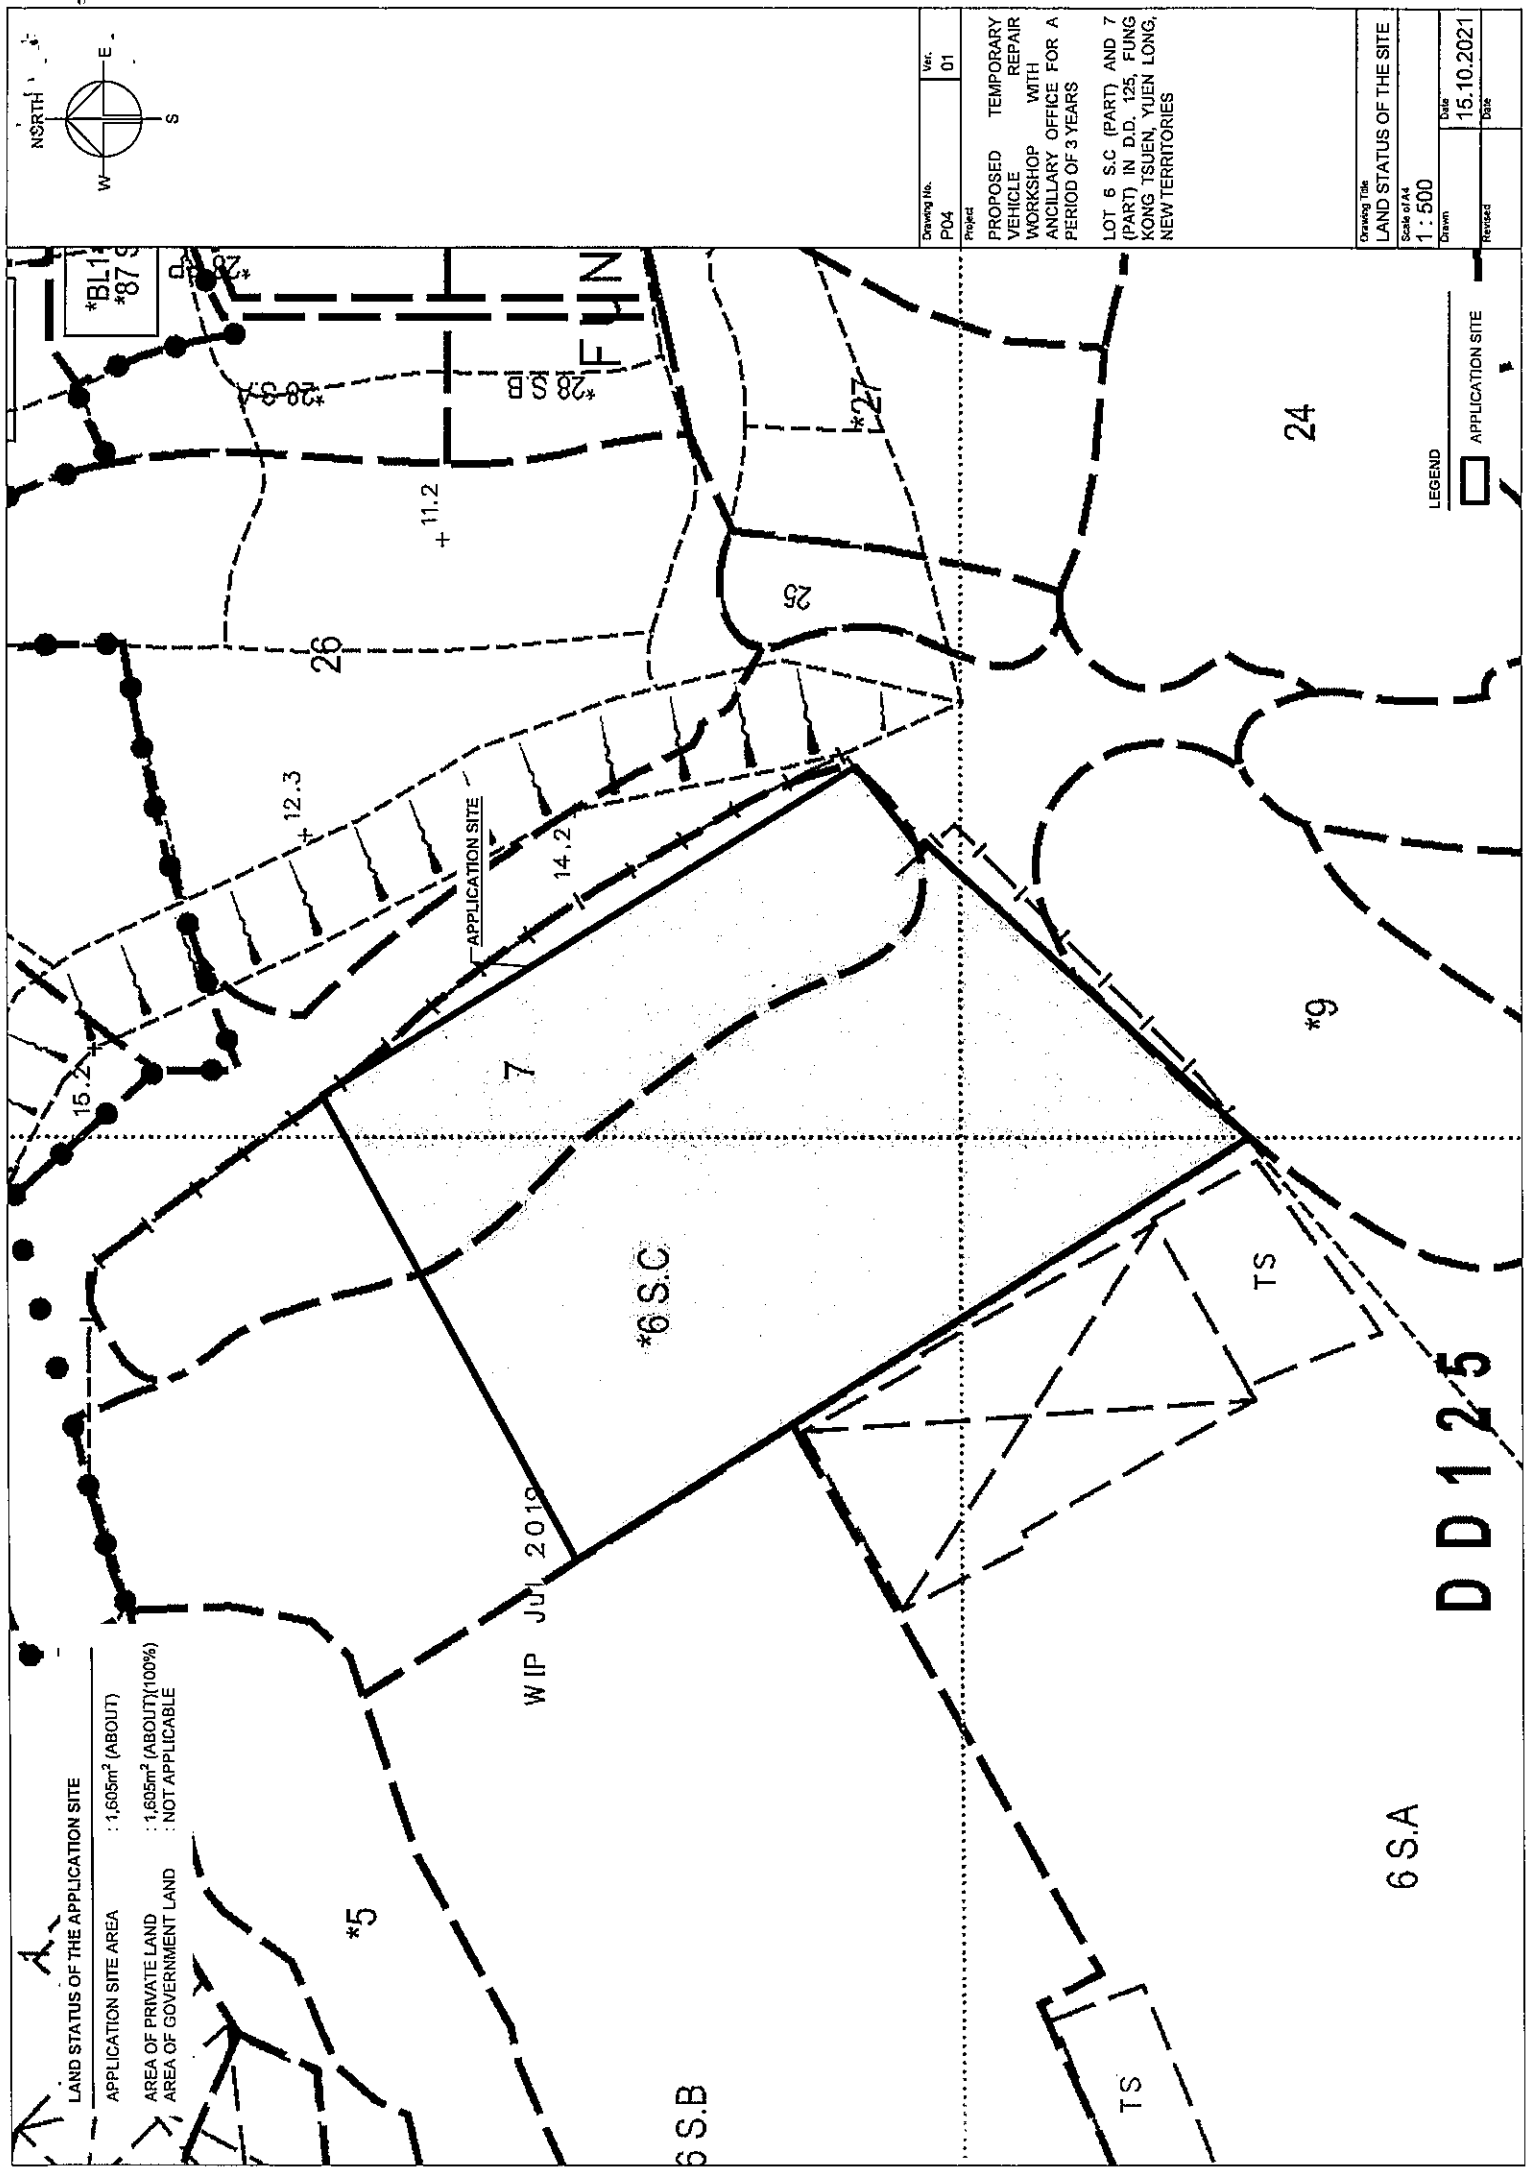 LAND STATUS OF THE APPLICATION SITE
APPLICATION SITE AREA : 1,605m² (ABOUT)
AREA OF PRIVATE LAND : 1,605m² (ABOUT)(100%)
AREA OF GOVERNMENT LAND : NOT APPLICABLE
NORTH
W
E
S
15.2
*BL1
*87 S
*28
12.3
26
*28 S.A
*5
11.2
APPLICATION SITE
14.2
7
WIP Jul 2019
*28 S.B
FUN
*6 S.C
6 S.B
25
*27
TS
TS
*9
24
6 S.A
DD125
LEGEND
APPLICATION SITE
Drawing No.
P04
Ver.
01
Project
PROPOSED TEMPORARY
VEHICLE REPAIR
WORKSHOP WITH
ANCILLARY OFFICE FOR A
PERIOD OF 3 YEARS
LOT 6 S.C (PART) AND 7
(PART) IN D.D. 125, FUNG
KONG TSUEN, YUEN LONG,
NEW TERRITORIES
Drawing Title
LAND STATUS OF THE SITE
Scale of A4
1 : 500
Drawn
Date
15.10.2021
Revised
Date